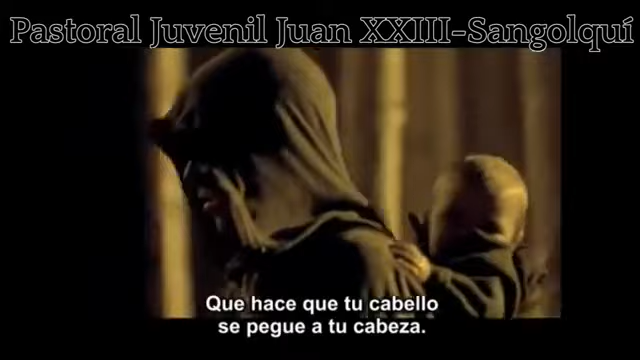 Pastoral Juvenil Juan XXIII-Sangolquí
Que hace que tu cabello
se pegue a tu cabeza.